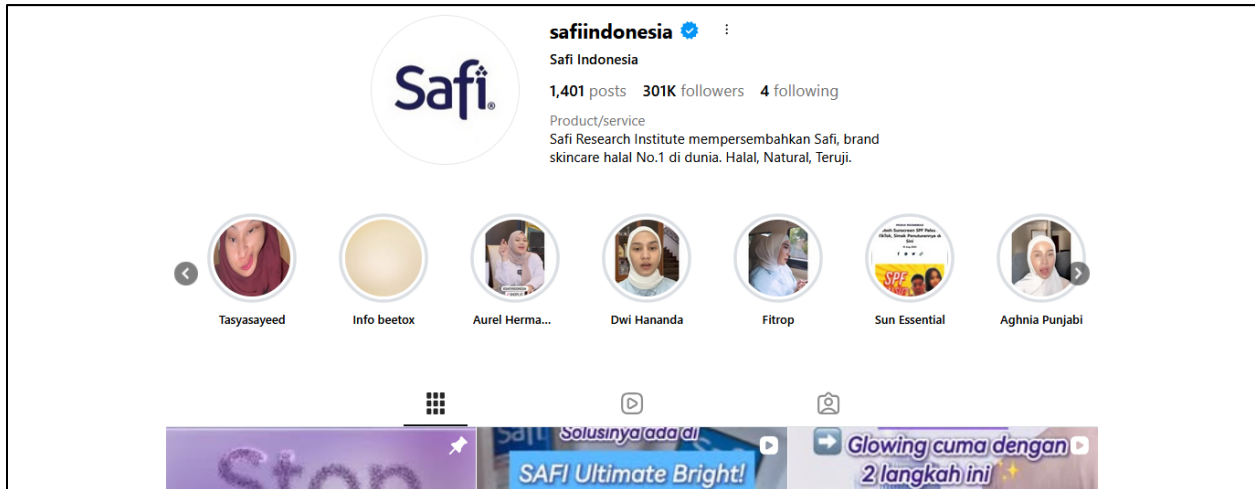 safiindonesia
Safi Indonesia
1,401 posts 301K followers 4 following
Product/service
Safi Research Institute mempersembahkan Safi, brand
skincare halal No.1 di dunia. Halal, Natural, Teruji.
Safi®
Tasyasayeed
Info beetox
Aurel Herma...
Dwi Hananda
Fitrop
Sun Essential
Aghnia Punjabi
Stop
Safi
Solusinya ada di
SAFI Ultimate Bright!
Glowing cuma dengan
2 langkah ini